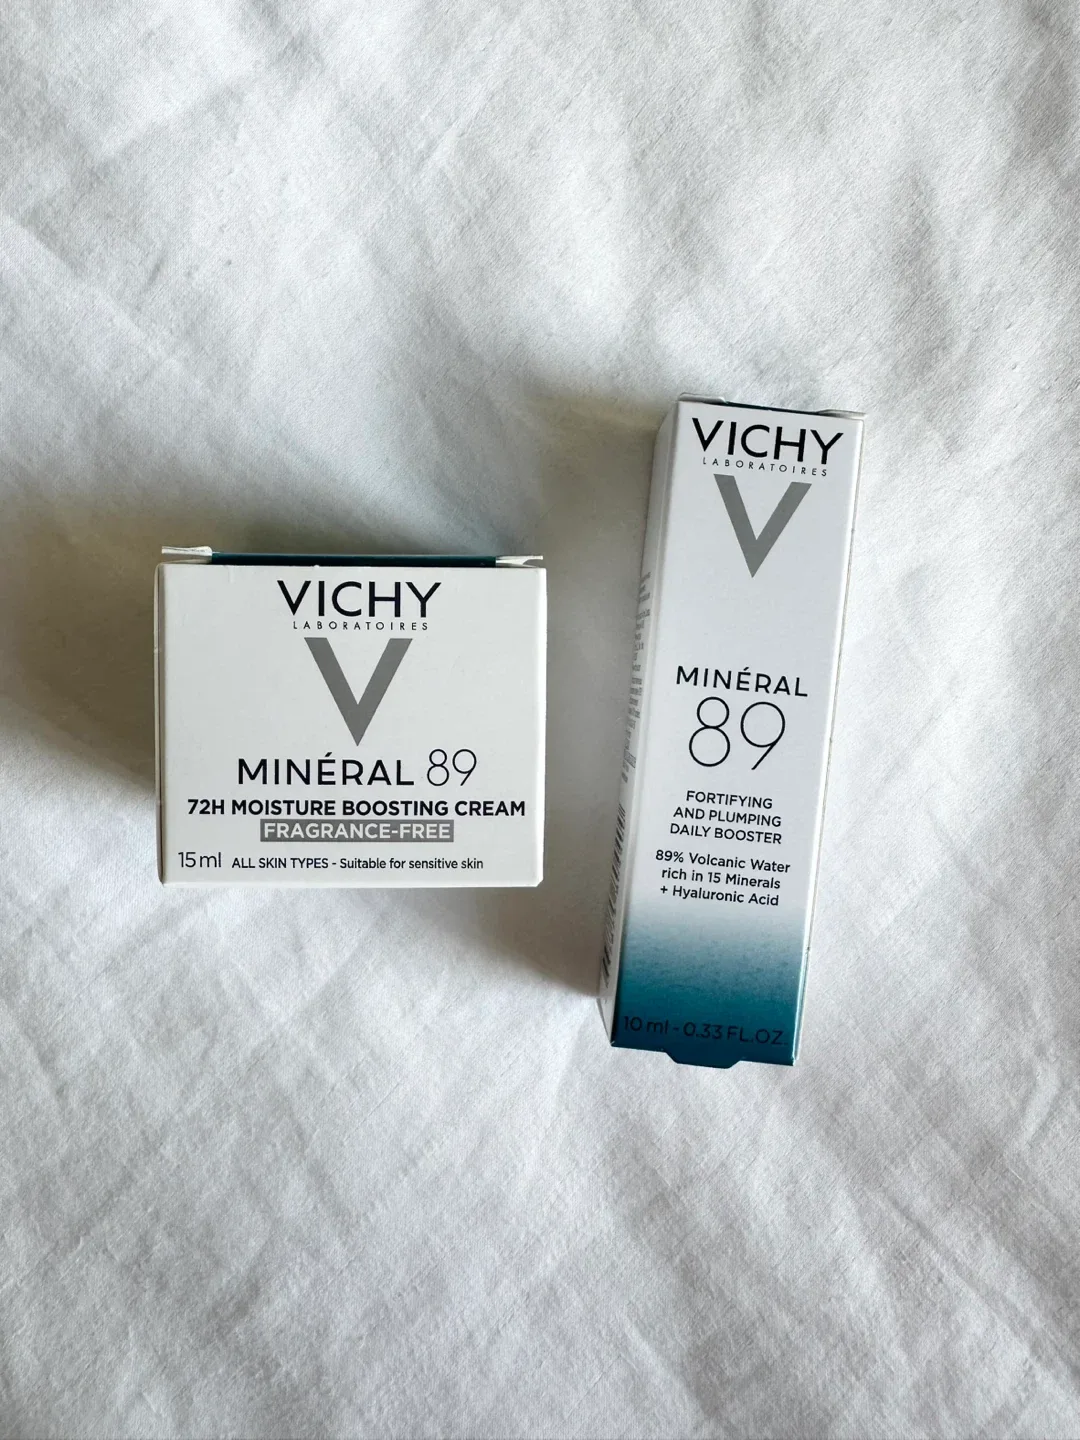 VICHY
LABORATOIRES
MINÉRAL 89
72H MOISTURE BOOSTING CREAM
FRAGRANCE-FREE
15 ml ALL SKIN TYPES - Suitable for sensitive skin
VICHY
LABORATOIRES
MINÉRAL
89
FORTIFYING
AND PLUMPING
DAILY BOOSTER
89% Volcanic Water
rich in 15 Minerals
+ Hyaluronic Acid
10 ml - 0.33 FL.OZ.